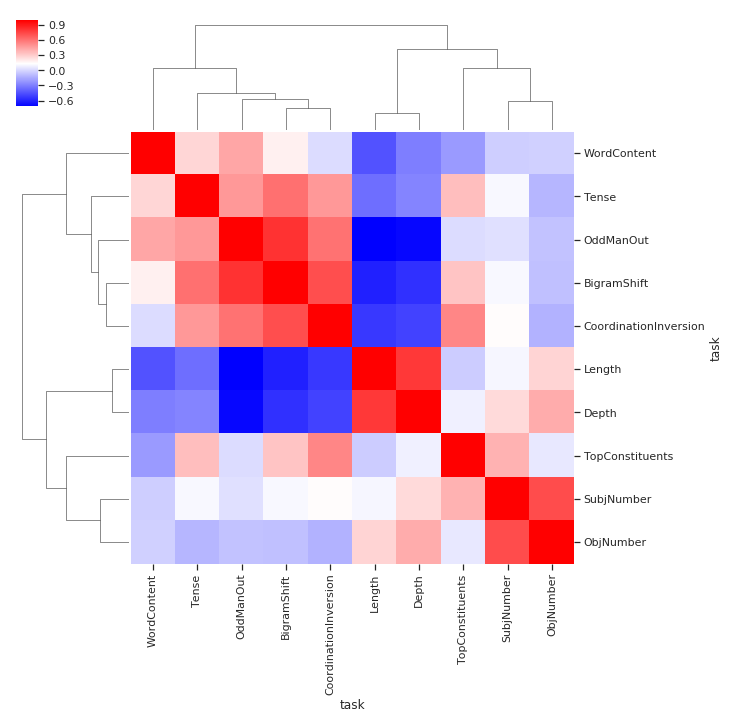 0.9
0.6
0.3
0.0
−0.3
−0.6
WordContent
Tense
OddManOut
BigramShift
CoordinationInversion
Length
Depth
TopConstituents
SubjNumber
ObjNumber
task
WordContent
Tense
OddManOut
BigramShift
CoordinationInversion
Length
Depth
TopConstituents
SubjNumber
ObjNumber
task